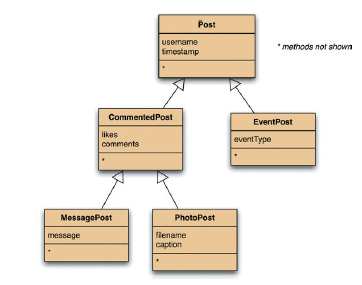 Post
username
timestamp
*
* methods not shown
CommentedPost
likes
comments
*
EventPost
eventType
*
MessagePost
message
*
PhotoPost
filename
caption
*